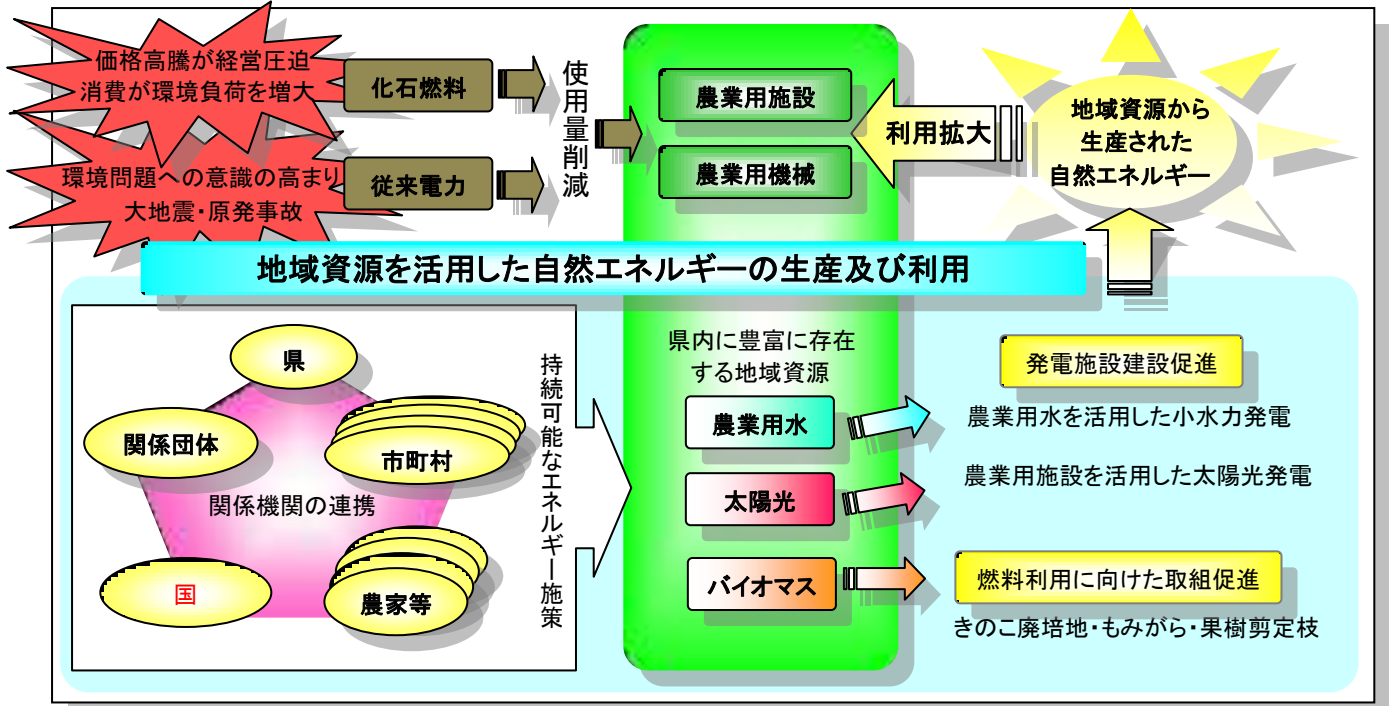 価格高騰が経営圧迫
消費が環境負荷を増大
化石燃料
環境問題への意識の高まり
大地震・原発事故
従来電力
使用量削減
農業用施設
農業用機械
利用拡大
地域資源から
生産された
自然エネルギー
地域資源を活用した自然エネルギーの生産及び利用
県
関係団体
市町村
関係機関の連携
国
農家等
持続可能なエネルギー施策
県内に豊富に存在
する地域資源
農業用水
太陽光
バイオマス
発電施設建設促進
農業用水を活用した小水力発電
農業用施設を活用した太陽光発電
燃料利用に向けた取組促進
きのこ廃培地・もみがら・果樹剪定枝